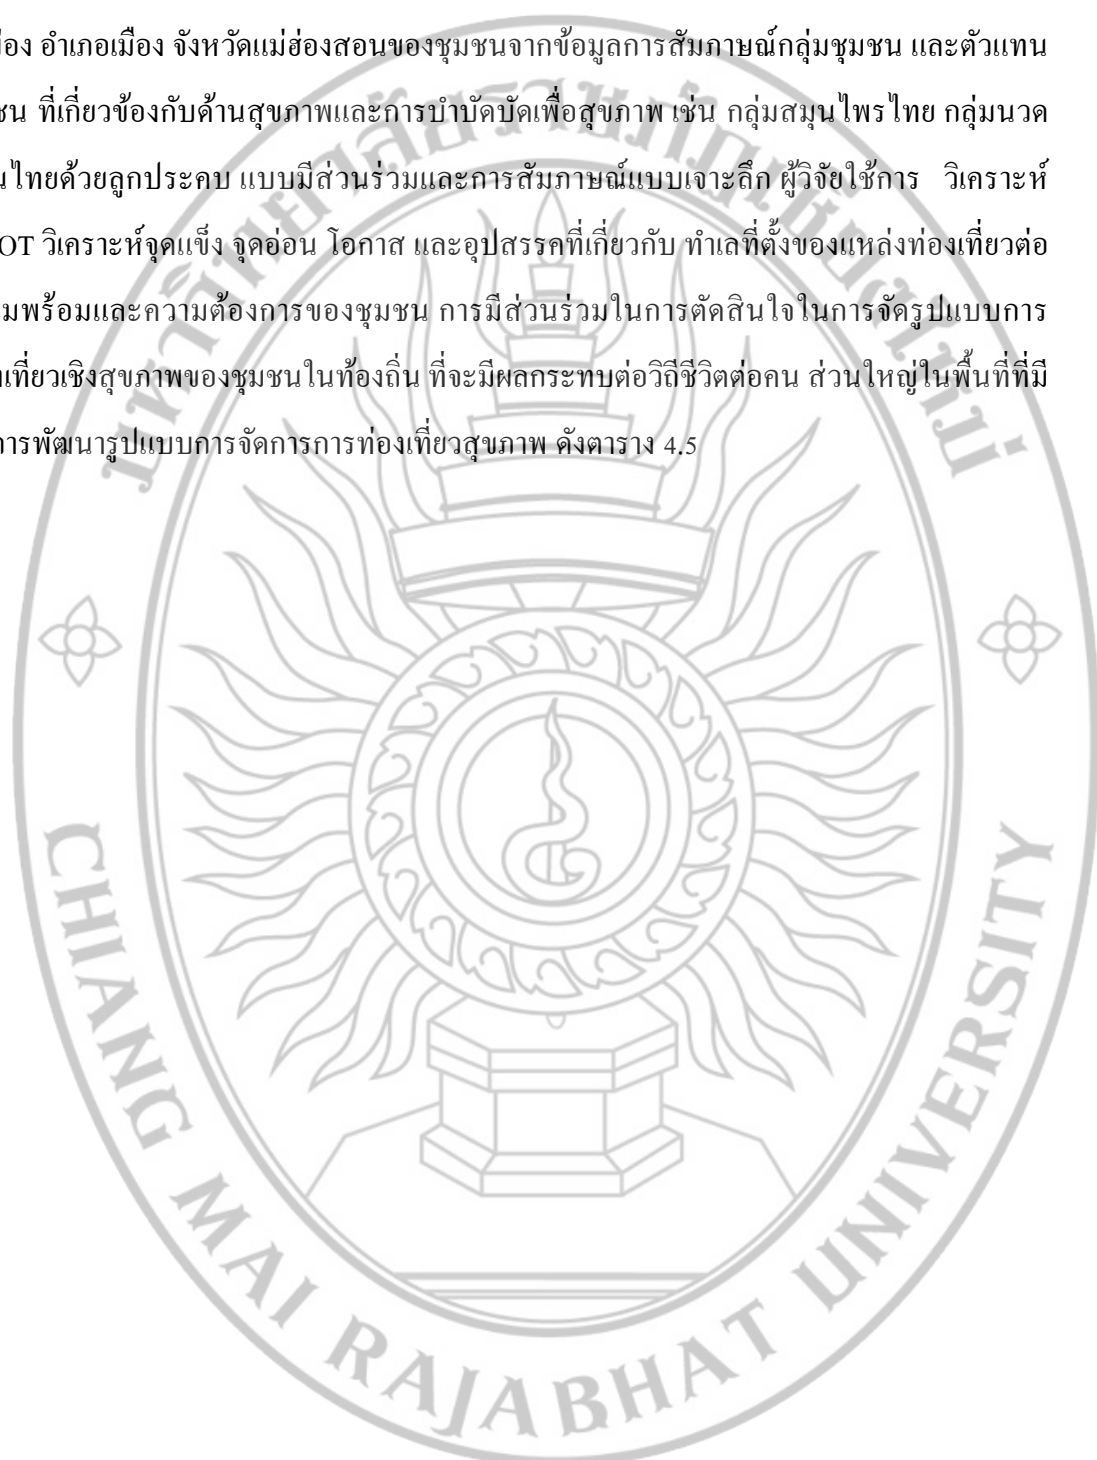 อง อำเภอเมือง จังหวัดแม่ฮ่องสอนของชุมชนจากข้อมูลการสัมภาษณ์กลุ่มชุมชน และตัวแทน
ชน ที่เกี่ยวข้องกับด้านสุขภาพและการบำบัดบัดเพื่อสุขภาพ เช่น กลุ่มสมุนไพรไทย กลุ่มนวด
นไทยด้วยลูกประคบ แบบมีส่วนร่วมและการสัมภาษณ์แบบเจาะลึก ผู้วิจัยใช้การ วิเคราะห์
OT วิเคราะห์จุดแข็ง จุดอ่อน โอกาส และอุปสรรคที่เกี่ยวกับ ทำเลที่ตั้งของแหล่งท่องเที่ยวต่อ
มพร้อมและความต้องการของชุมชน การมีส่วนร่วมในการตัดสินใจในการจัดรูปแบบการ
เที่ยวเชิงสุขภาพของชุมชนในท้องถิ่น ที่จะมีผลกระทบต่อวิถีชีวิตต่อคน ส่วนใหญ่ในพื้นที่ที่มี
การพัฒนารูปแบบการจัดการการท่องเที่ยวสุขภาพ ดังตาราง 4.5
มหาวิทยาลัยราชภัฏเชียงใหม่
CHIANG MAI RAJABHAT UNIVERSITY